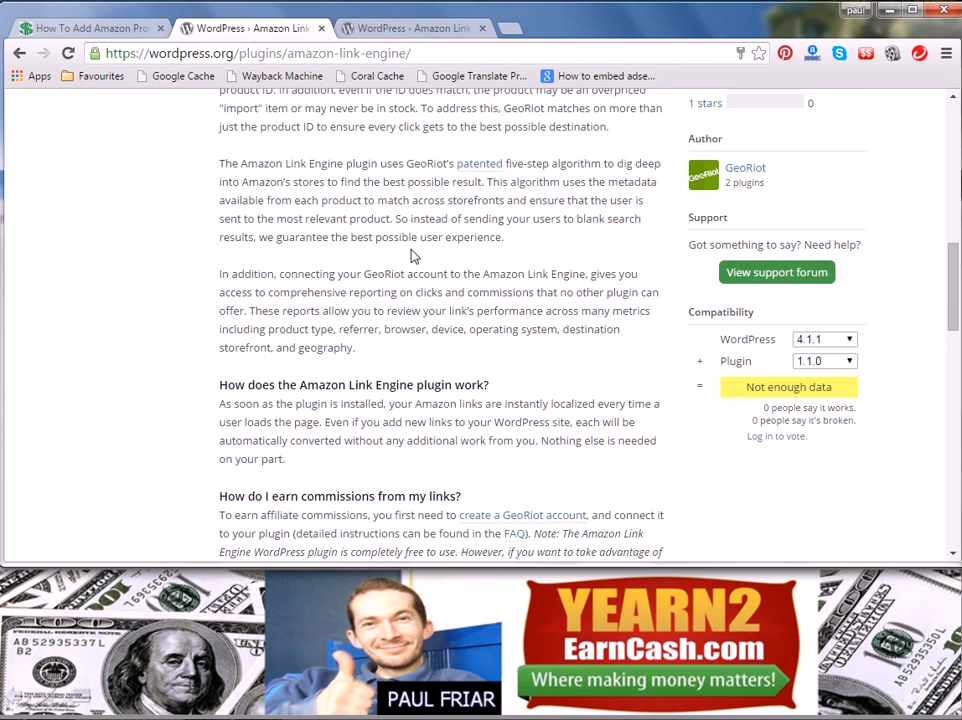 paul
How To Add Amazon Pro
WordPress › Amazon Link
WordPress › Amazon Link
https://wordpress.org/plugins/amazon-link-engine/
Apps
Favourites
Google Cache
Wayback Machine
Coral Cache
Google Translate Pr...
How to embed adse...
product ID. In addition, even if the ID does match, the product may be an overpriced
"import" item or may never be in stock. To address this, GeoRiot matches on more than
just the product ID to ensure every click gets to the best possible destination.
The Amazon Link Engine plugin uses GeoRiot's patented five-step algorithm to dig deep
into Amazon's stores to find the best possible result. This algorithm uses the metadata
available from each product to match across storefronts and ensure that the user is
sent to the most relevant product. So instead of sending your users to blank search
results, we guarantee the best possible user experience.
In addition, connecting your GeoRiot account to the Amazon Link Engine, gives you
access to comprehensive reporting on clicks and commissions that no other plugin can
offer. These reports allow you to review your link's performance across many metrics
including product type, referrer, browser, device, operating system, destination
storefront, and geography.
How does the Amazon Link Engine plugin work?
As soon as the plugin is installed, your Amazon links are instantly localized every time a
user loads the page. Even if you add new links to your WordPress site, each will be
automatically converted without any additional work from you. Nothing else is needed
on your part.
How do I earn commissions from my links?
To earn affiliate commissions, you first need to create a GeoRiot account, and connect it
to your plugin (detailed instructions can be found in the FAQ). Note: The Amazon Link
Engine WordPress plugin is completely free to use. However, if you want to take advantage of
1 stars 0
Author
GeoRiot
GeoRiot
2 plugins
Support
Got something to say? Need help?
View support forum
Compatibility
WordPress 4.1.1
+ Plugin 1.1.0
= Not enough data
0 people say it works.
0 people say it's broken.
Log in to vote.
AB 52935337L
B2
PAUL FRIAR
YEARN2
EarnCash.com
Where making money matters!